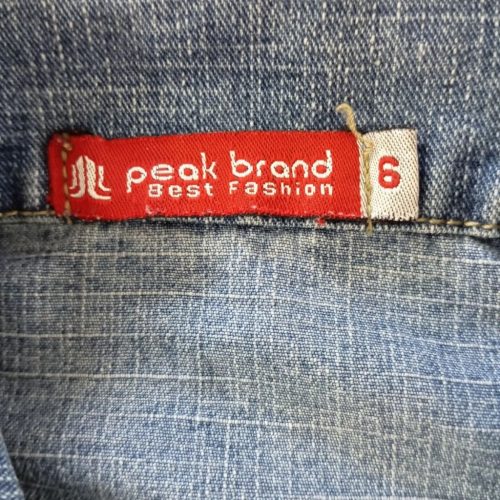 peak brand 6
Best Fashion